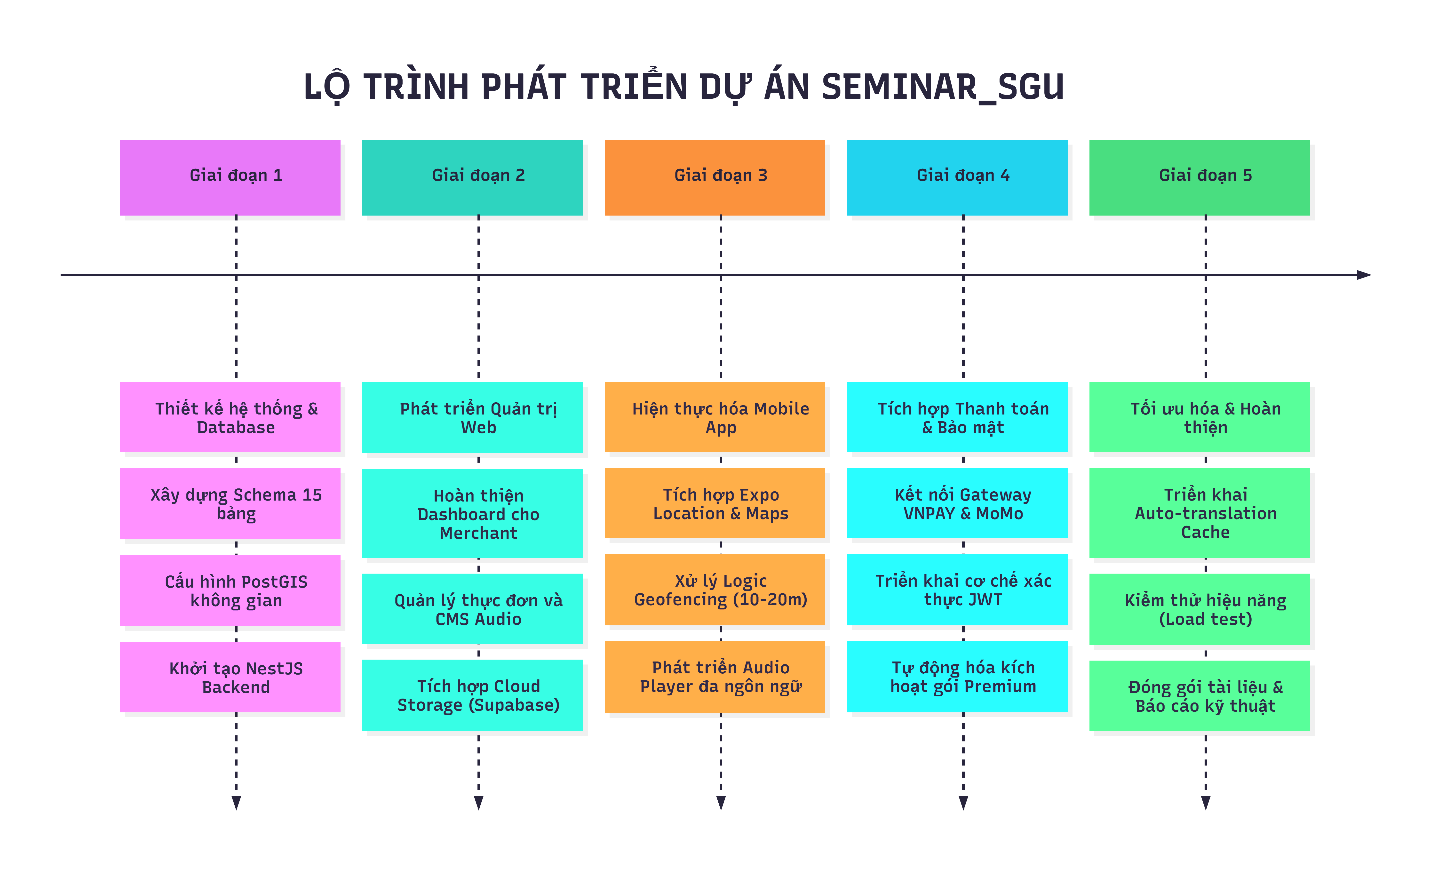 LỘ TRÌNH PHÁT TRIỂN DỰ ÁN SEMINAR_SGU
Giai đoạn 1
Giai đoạn 2
Giai đoạn 3
Giai đoạn 4
Giai đoạn 5
Thiết kế hệ thống &
Database
Xây dựng Schema 15
bảng
Cấu hình PostGIS
không gian
Khởi tạo NestJS
Backend
Phát triển Quản trị
Web
Hoàn thiện
Dashboard cho
Merchant
Quản lý thực đơn và
CMS Audio
Tích hợp Cloud
Storage (Supabase)
Hiện thực hóa Mobile
App
Tích hợp Expo
Location & Maps
Xử lý Logic
Geofencing (10-20m)
Phát triển Audio
Player đa ngôn ngữ
Tích hợp Thanh toán
& Bảo mật
Kết nối Gateway
VNPAY & MoMo
Triển khai cơ chế xác
thực JWT
Tự động hóa kích
hoạt gói Premium
Tối ưu hóa & Hoàn
thiện
Triển khai
Auto-translation
Cache
Kiểm thử hiệu năng
(Load test)
Đóng gói tài liệu &
Báo cáo kỹ thuật